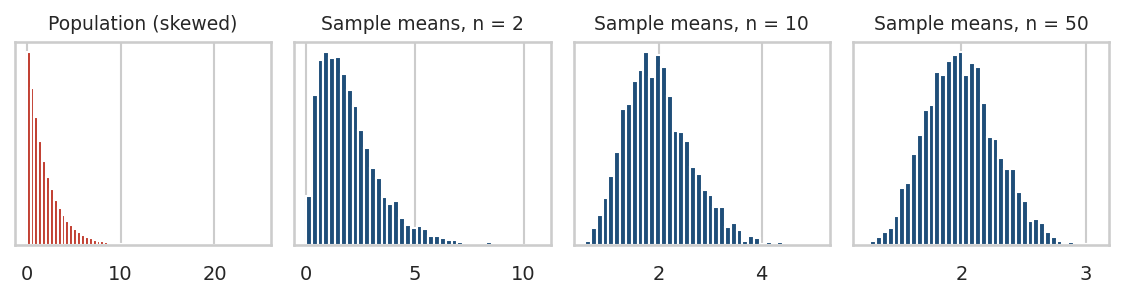 Population (skewed)
Sample means, n = 2
Sample means, n = 10
Sample means, n = 50
0 10 20
0 5 10
2 4
2 3